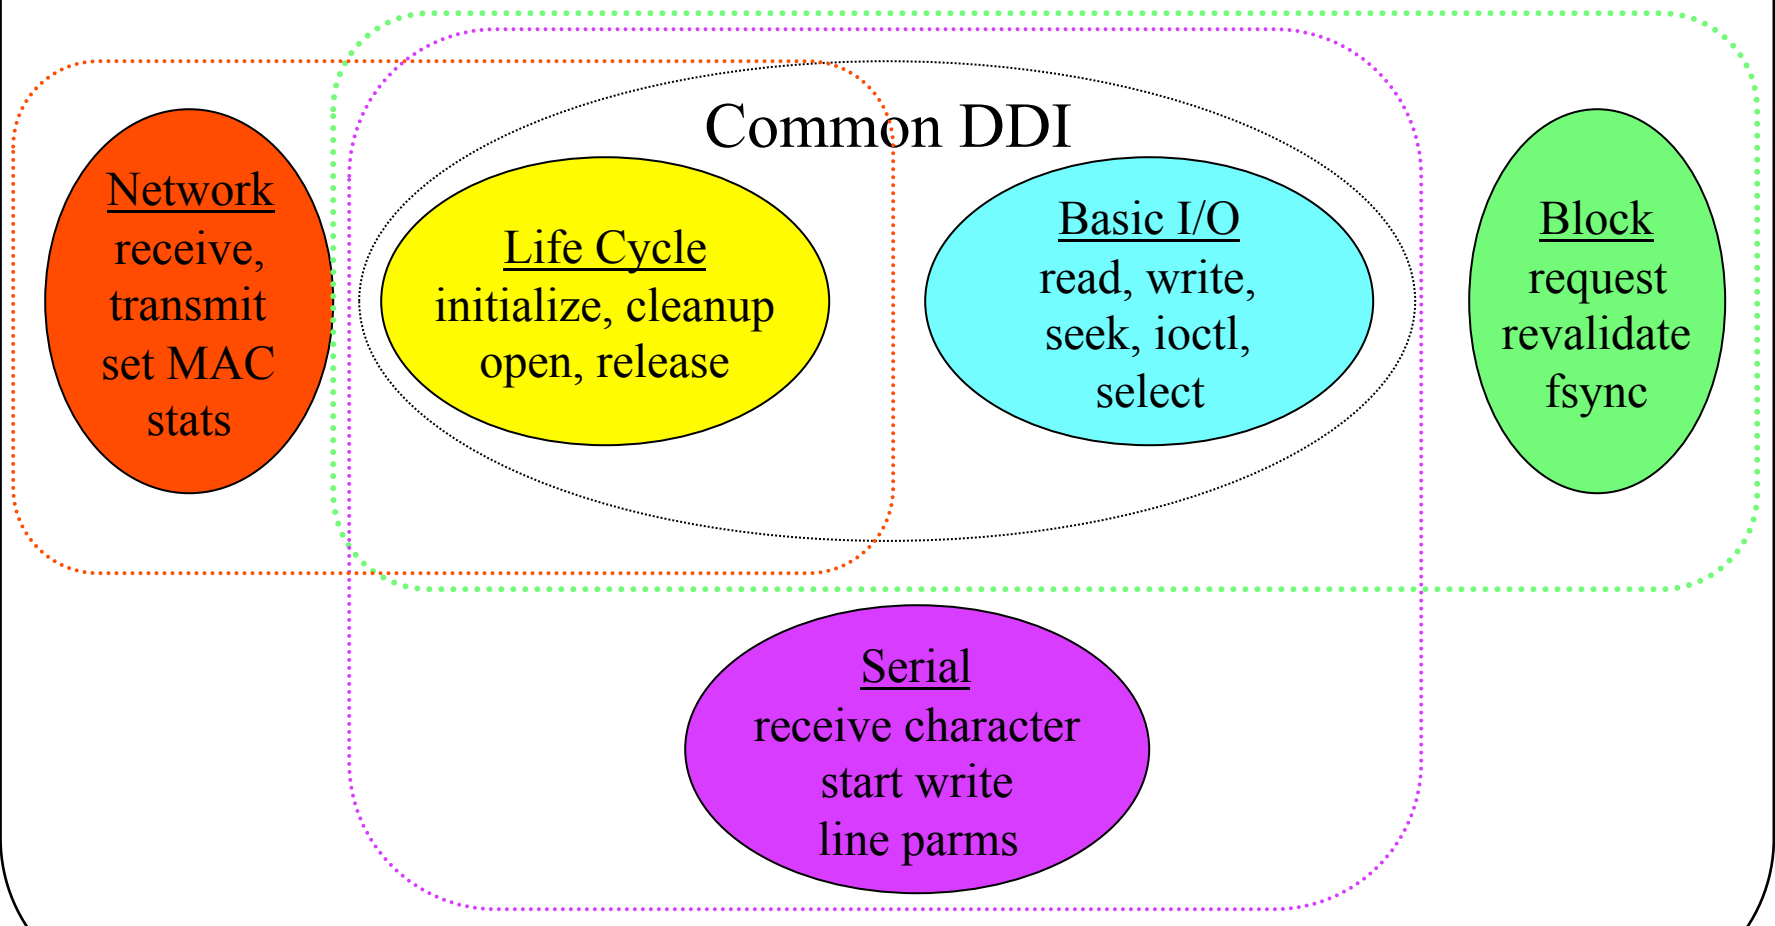 Common DDI
Network
receive,
transmit
set MAC
stats
Life Cycle
initialize, cleanup
open, release
Basic I/O
read, write,
seek, ioctl,
select
Block
request
revalidate
fsync
Serial
receive character
start write
line parms